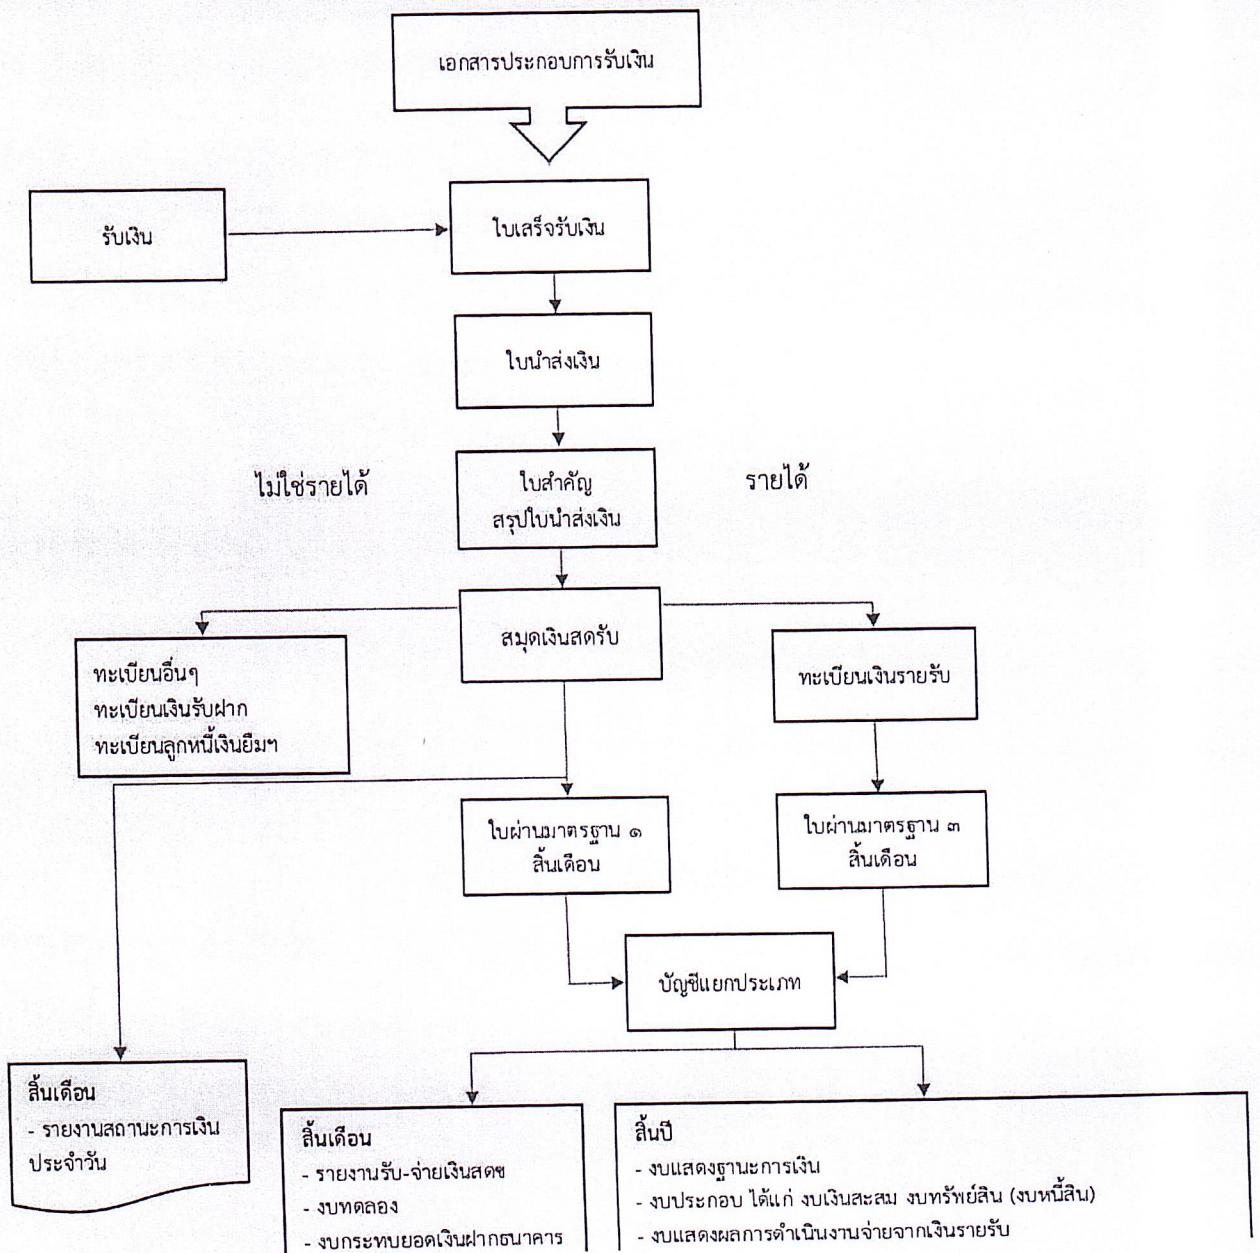 เอกสารประกอบการรับเงิน
รับเงิน
ใบเสร็จรับเงิน
ใบนำส่งเงิน
ไม่ใช่รายได้
ใบสำคัญ
สรุปใบนำส่งเงิน
รายได้
สมุดเงินสดรับ
ทะเบียนอื่นๆ
ทะเบียนเงินรับฝาก
ทะเบียนลูกหนี้เงินยืมฯ
ทะเบียนเงินรายรับ
ใบผ่านมาตรฐาน ๑
สิ้นเดือน
ใบผ่านมาตรฐาน ๓
สิ้นเดือน
บัญชีแยกประเภท
สิ้นเดือน
- รายงานสถานะการเงิน
ประจำวัน
สิ้นเดือน
- รายงานรับ-จ่ายเงินสดช
- งบทดลอง
- งบกระทบยอดเงินฝากธนาคาร
สิ้นปี
- งบแสดงฐานะการเงิน
- งบประกอบ ได้แก่ งบเงินสะสม งบทรัพย์สิน (งบหนี้สิน)
- งบแสดงผลการดำเนินงานจ่ายจากเงินรายรับ